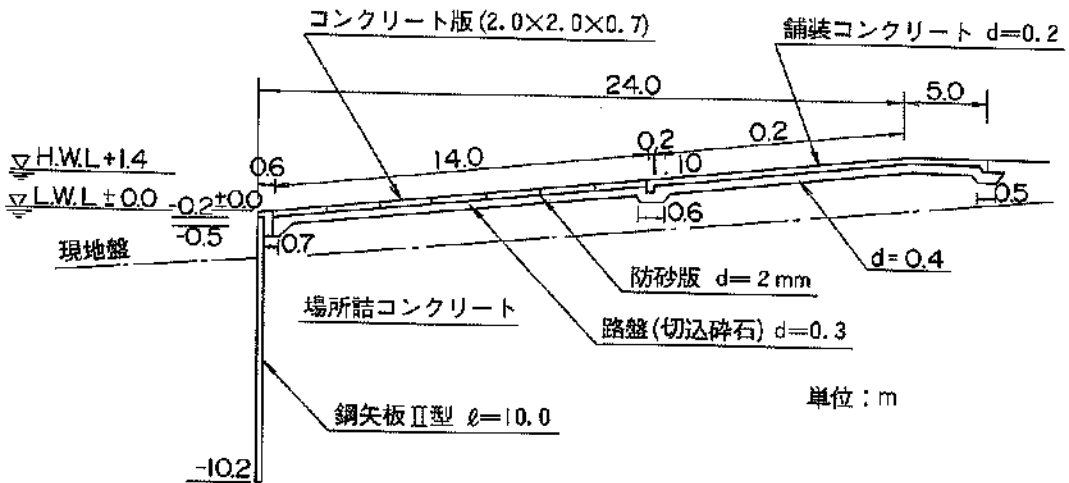 コンクリート版(2.0×2.0×0.7)
舗装コンクリート d=0.2
24.0
5.0
0.2
0.2
▽H.W.L+1.4
0.6
14.0
1:10
▽L.W.L±0.0
-0.2
±0.0
-0.5
0.7
0.6
0.5
現地盤
d=0.4
防砂版 d=2mm
場所詰コンクリート
路盤(切込砕石) d=0.3
単位:m
鋼矢板Ⅱ型 ℓ=10.0
-10.2